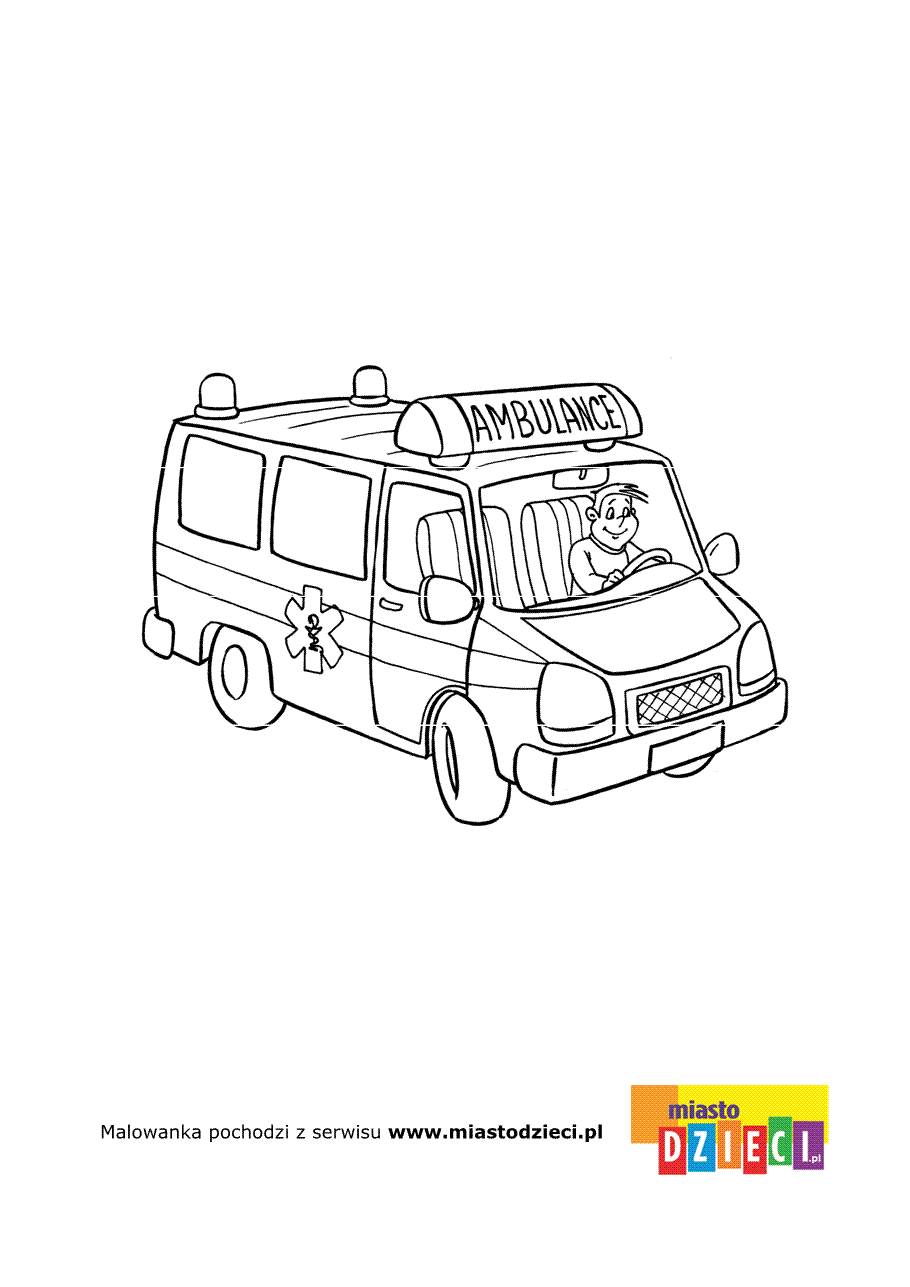 AMBULANCE
Malowanka pochodzi z serwisu www.miastodzieci.pl
miasto
DZIECI.pl